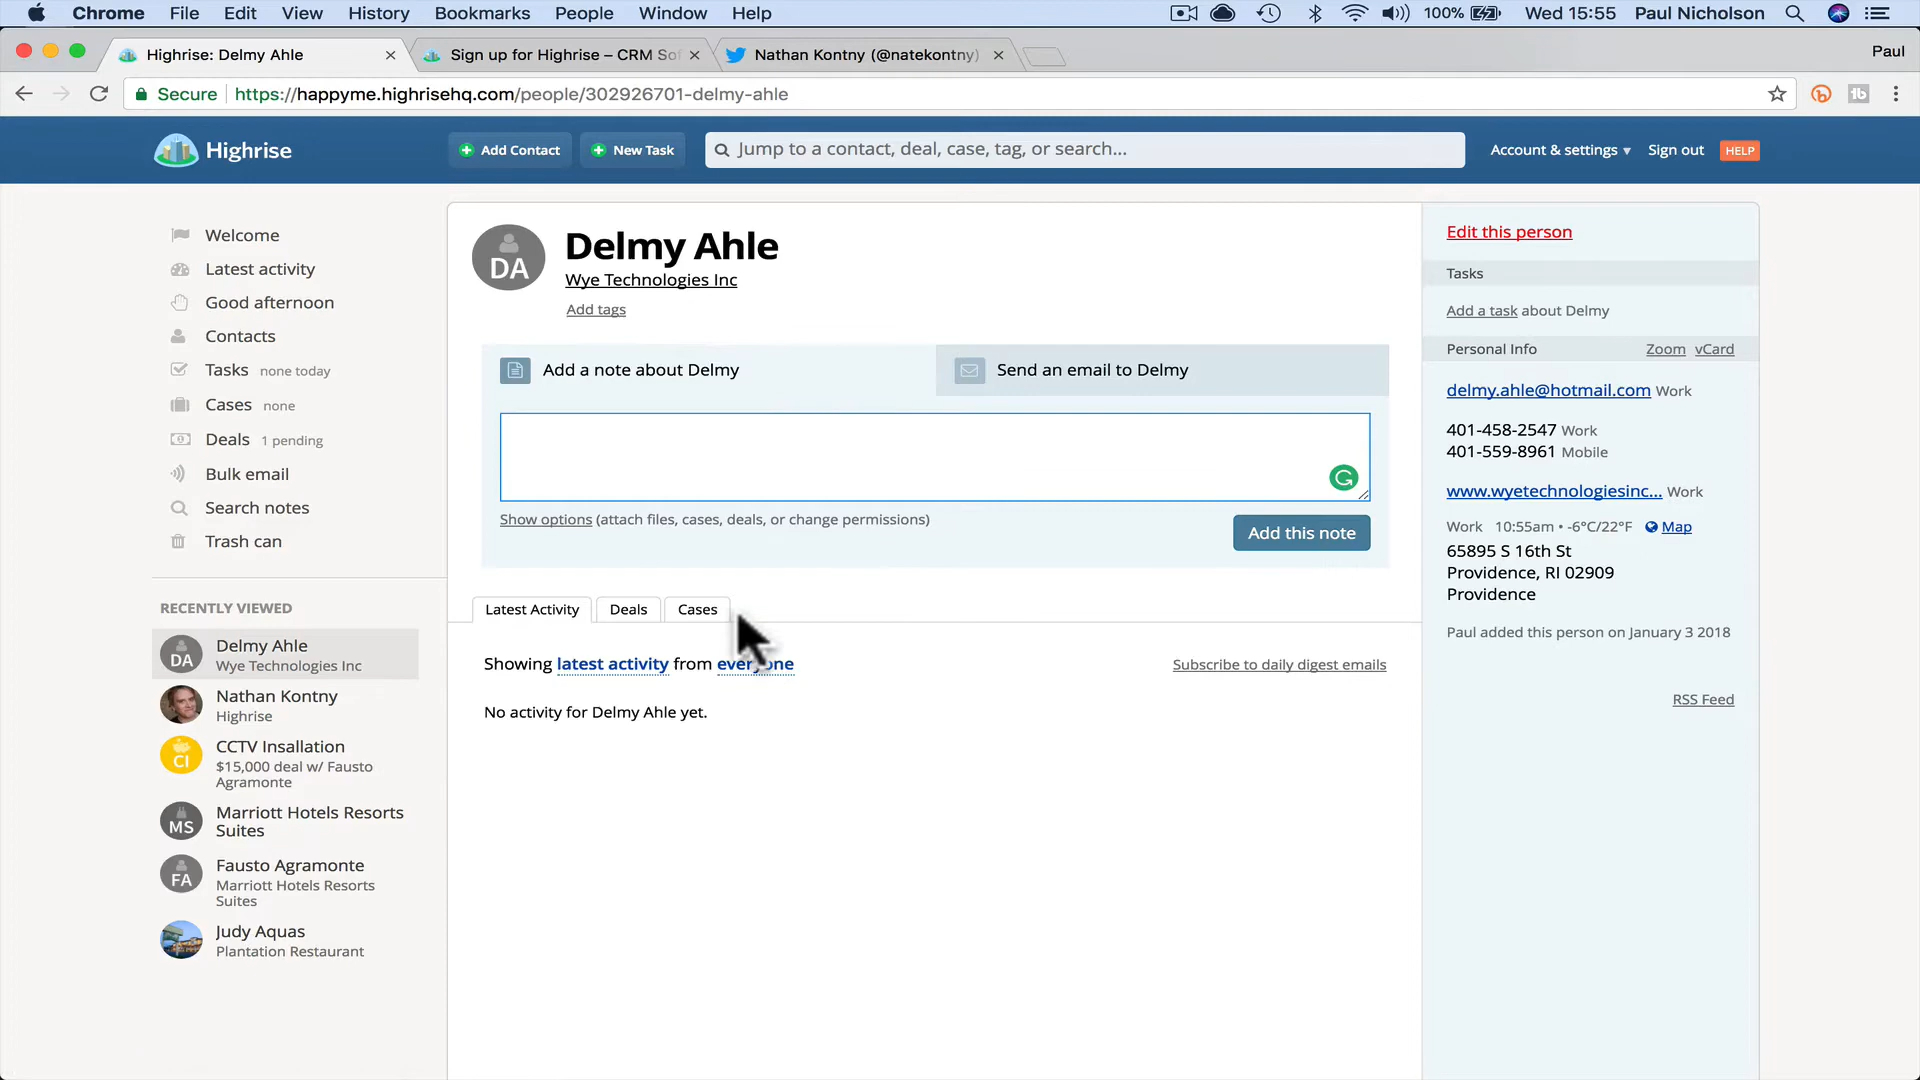 Chrome File Edit View History Bookmarks People Window Help 100% Wed 15:55 Paul Nicholson
Highrise: Delmy Ahle Sign up for Highrise – CRM Sof Nathan Kontny (@natekontny) Paul
Secure https://happyme.highrisehq.com/people/302926701-delmy-ahle
Highrise Add Contact New Task Jump to a contact, deal, case, tag, or search... Account & settings Sign out HELP
Welcome
Latest activity
Good afternoon
Contacts
Tasks none today
Cases none
Deals 1 pending
Bulk email
Search notes
Trash can
RECENTLY VIEWED
DA Delmy Ahle
Wye Technologies Inc
Nathan Kontny
Highrise
CI CCTV Insallation
$15,000 deal w/ Fausto
Agramonte
MS Marriott Hotels Resorts
Suites
FA Fausto Agramonte
Marriott Hotels Resorts
Suites
Judy Aquas
Plantation Restaurant
DA Delmy Ahle
Wye Technologies Inc
Add tags
Add a note about Delmy Send an email to Delmy
Show options (attach files, cases, deals, or change permissions)
Add this note
Latest Activity Deals Cases
Showing latest activity from everyone Subscribe to daily digest emails
No activity for Delmy Ahle yet.
Edit this person
Tasks
Add a task about Delmy
Personal Info Zoom vCard
delmy.ahle@hotmail.com Work
401-458-2547 Work
401-559-8961 Mobile
www.wyetechnologiesinc... Work
Work 10:55am • -6°C/22°F Map
65895 S 16th St
Providence, RI 02909
Providence
Paul added this person on January 3 2018
RSS Feed